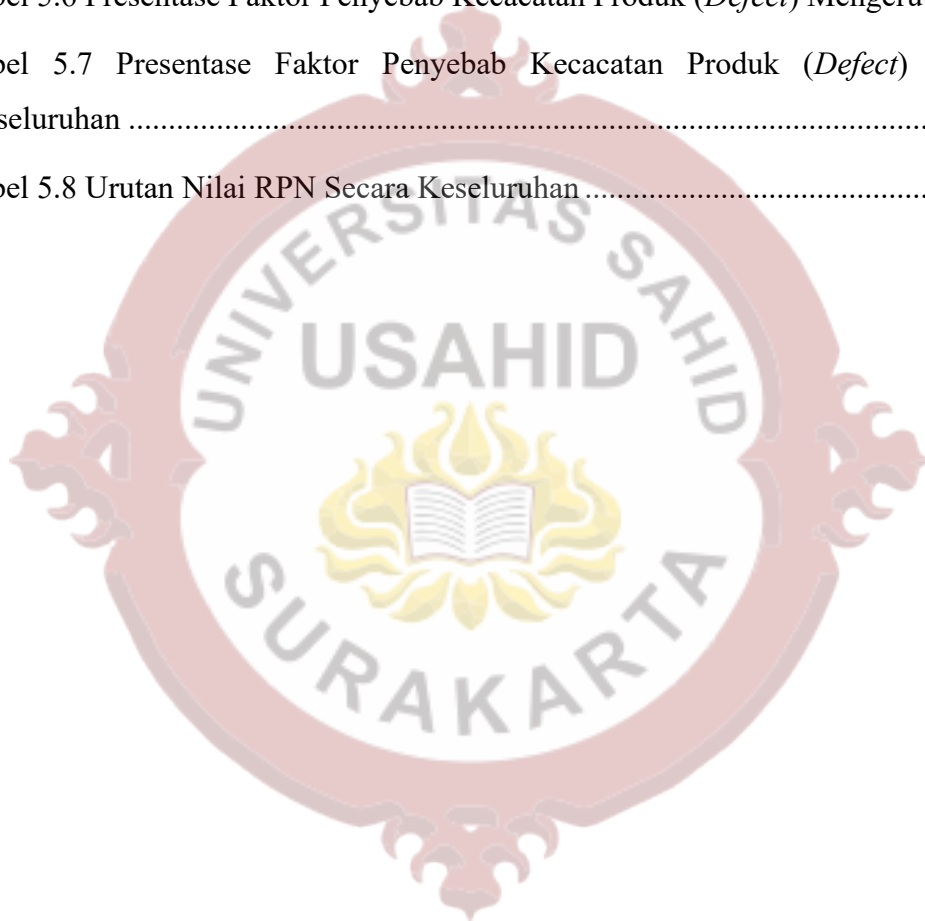 bel 5.6 Presentase Faktor Penyebab Kecacatan Produk (Defect) Mengeru
bel 5.7 Presentase Faktor Penyebab Kecacatan Produk (Defect)
seluruhan ....................................................................................................
bel 5.8 Urutan Nilai RPN Secara Keseluruhan ..........................................
UNIVERSITAS SAHID
USAHID
SURAKARTA